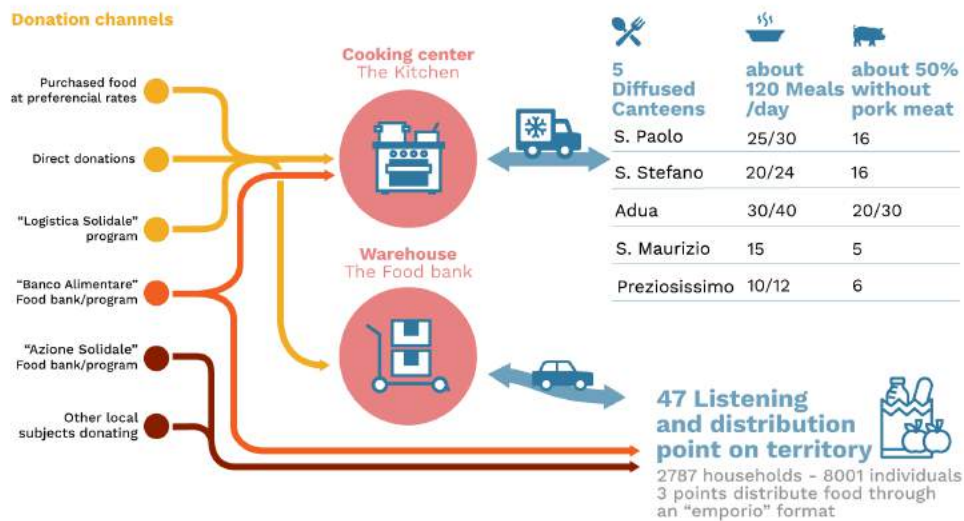 Donation channels
Purchased food
at preferencial rates
Direct donations
“Logistica Solidale”
program
“Banco Alimentare”
Food bank/program
“Azione Solidale”
Food bank/program
Other local
subjects donating
Cooking center
The Kitchen
Warehouse
The Food bank
5
Diffused
Canteens
about
120 Meals
/day
about 50%
without
pork meat
S. Paolo 25/30 16
S. Stefano 20/24 16
Adua 30/40 20/30
S. Maurizio 15 5
Preziosissimo 10/12 6
47 Listening
and distribution
point on territory
2787 households - 8001 individuals
3 points distribute food through
an “emporio” format